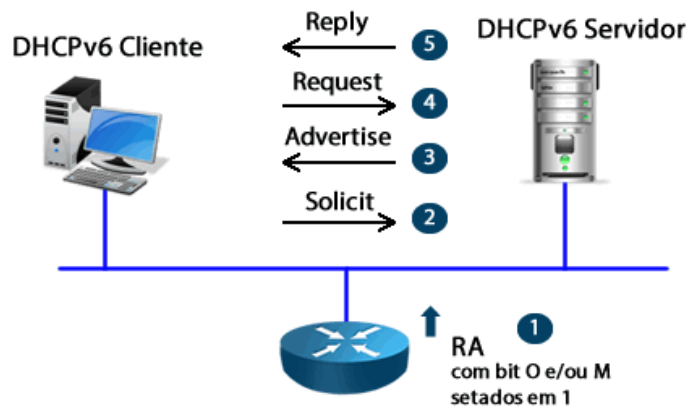 DHCPv6 Cliente
Reply
5
DHCPv6 Servidor
Request
4
Advertise
3
Solicit
2
1
RA
com bit O e/ou M
setados em 1